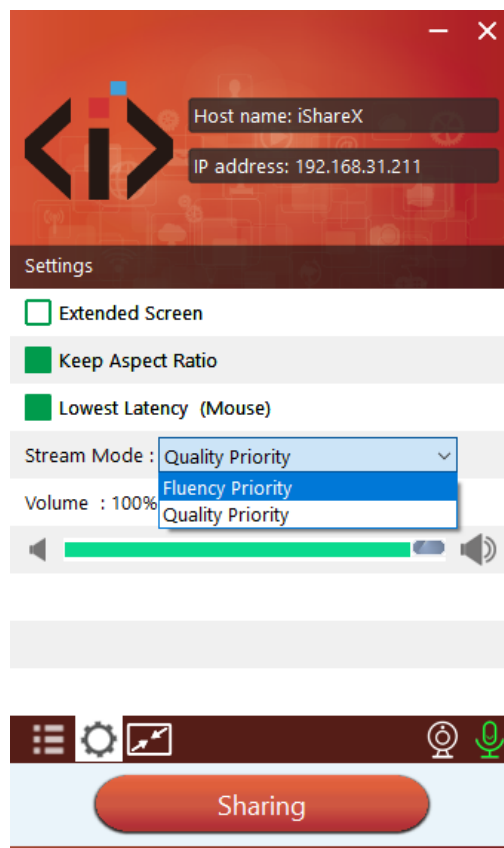 Host name: iShareX
IP address: 192.168.31.211
Settings
Extended Screen
Keep Aspect Ratio
Lowest Latency (Mouse)
Stream Mode : Quality Priority
Fluency Priority
Quality Priority
Volume : 100%
Sharing